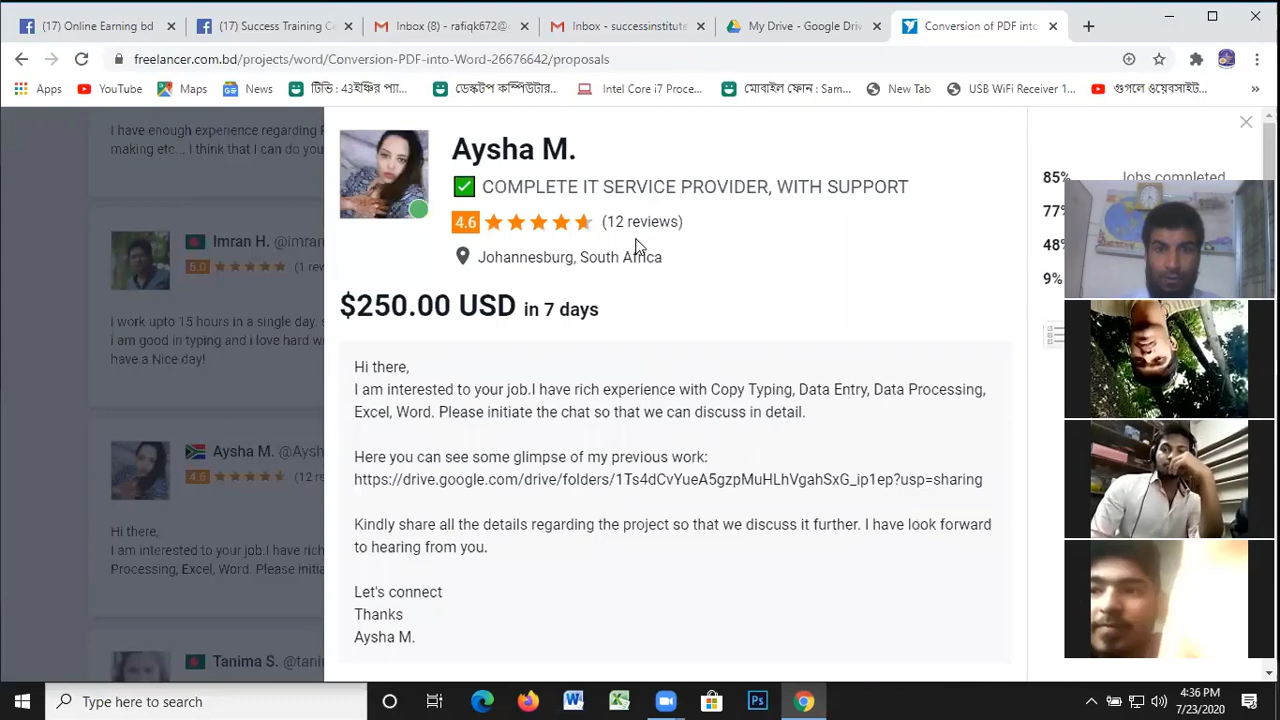 (17) Online Earning bd
(17) Success Training C
Inbox (8) - rafiqk672@
Inbox - successinstitute
My Drive - Google Driv
Conversion of PDF into
freelancer.com.bd/projects/word/Conversion-PDF-into-Word-26676642/proposals
Apps
YouTube
Maps
News
টিভি : 43ইঞ্চির প্যা...
ডেস্কটপ কম্পিউটার...
Intel Core i7 Proce...
মোবাইল ফোন : Sam...
New Tab
USB WiFi Receiver 1...
গুগলে ওয়েবসাইট...
»
I have enough experience regarding
making etc... I think that I can do you
Imran H. @imran
5.0 (1 rev
I work upto 15 hours in a single day.
i am good in typing and i love hard w
have a Nice day!
Aysha M. @Aysh
4.6 (12 re
Hi there,
I am interested to your job.I have rich
Processing, Excel, Word. Please initia
Tanima S. @tani
Aysha M.
COMPLETE IT SERVICE PROVIDER, WITH SUPPORT
4.6 (12 reviews)
Johannesburg, South Africa
$250.00 USD in 7 days
Hi there,
I am interested to your job.I have rich experience with Copy Typing, Data Entry, Data Processing,
Excel, Word. Please initiate the chat so that we can discuss in detail.
Here you can see some glimpse of my previous work:
https://drive.google.com/drive/folders/1Ts4dCvYueA5gzpMuHLhVgahSxG_ip1ep?usp=sharing
Kindly share all the details regarding the project so that we discuss it further. I have look forward
to hearing from you.
Let's connect
Thanks
Aysha M.
85% Jobs completed
77%
48%
9%
Type here to search
4:36 PM
7/23/2020